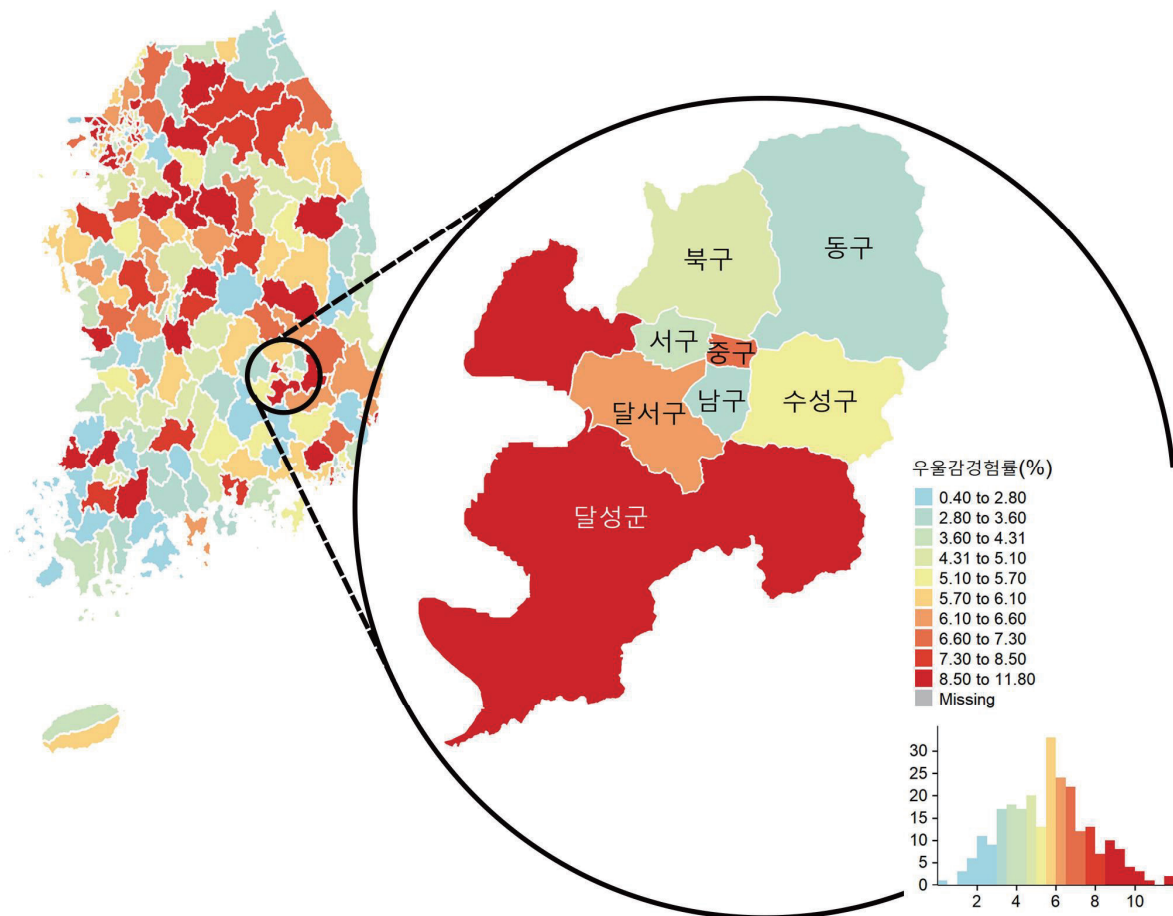 동구
북구
서구
중구
달서구
남구
수성구
달성군
우울감경험률(%)
0.40 to 2.80
2.80 to 3.60
3.60 to 4.31
4.31 to 5.10
5.10 to 5.70
5.70 to 6.10
6.10 to 6.60
6.60 to 7.30
7.30 to 8.50
8.50 to 11.80
Missing
30
25
20
15
10
5
0
2 4 6 8 10